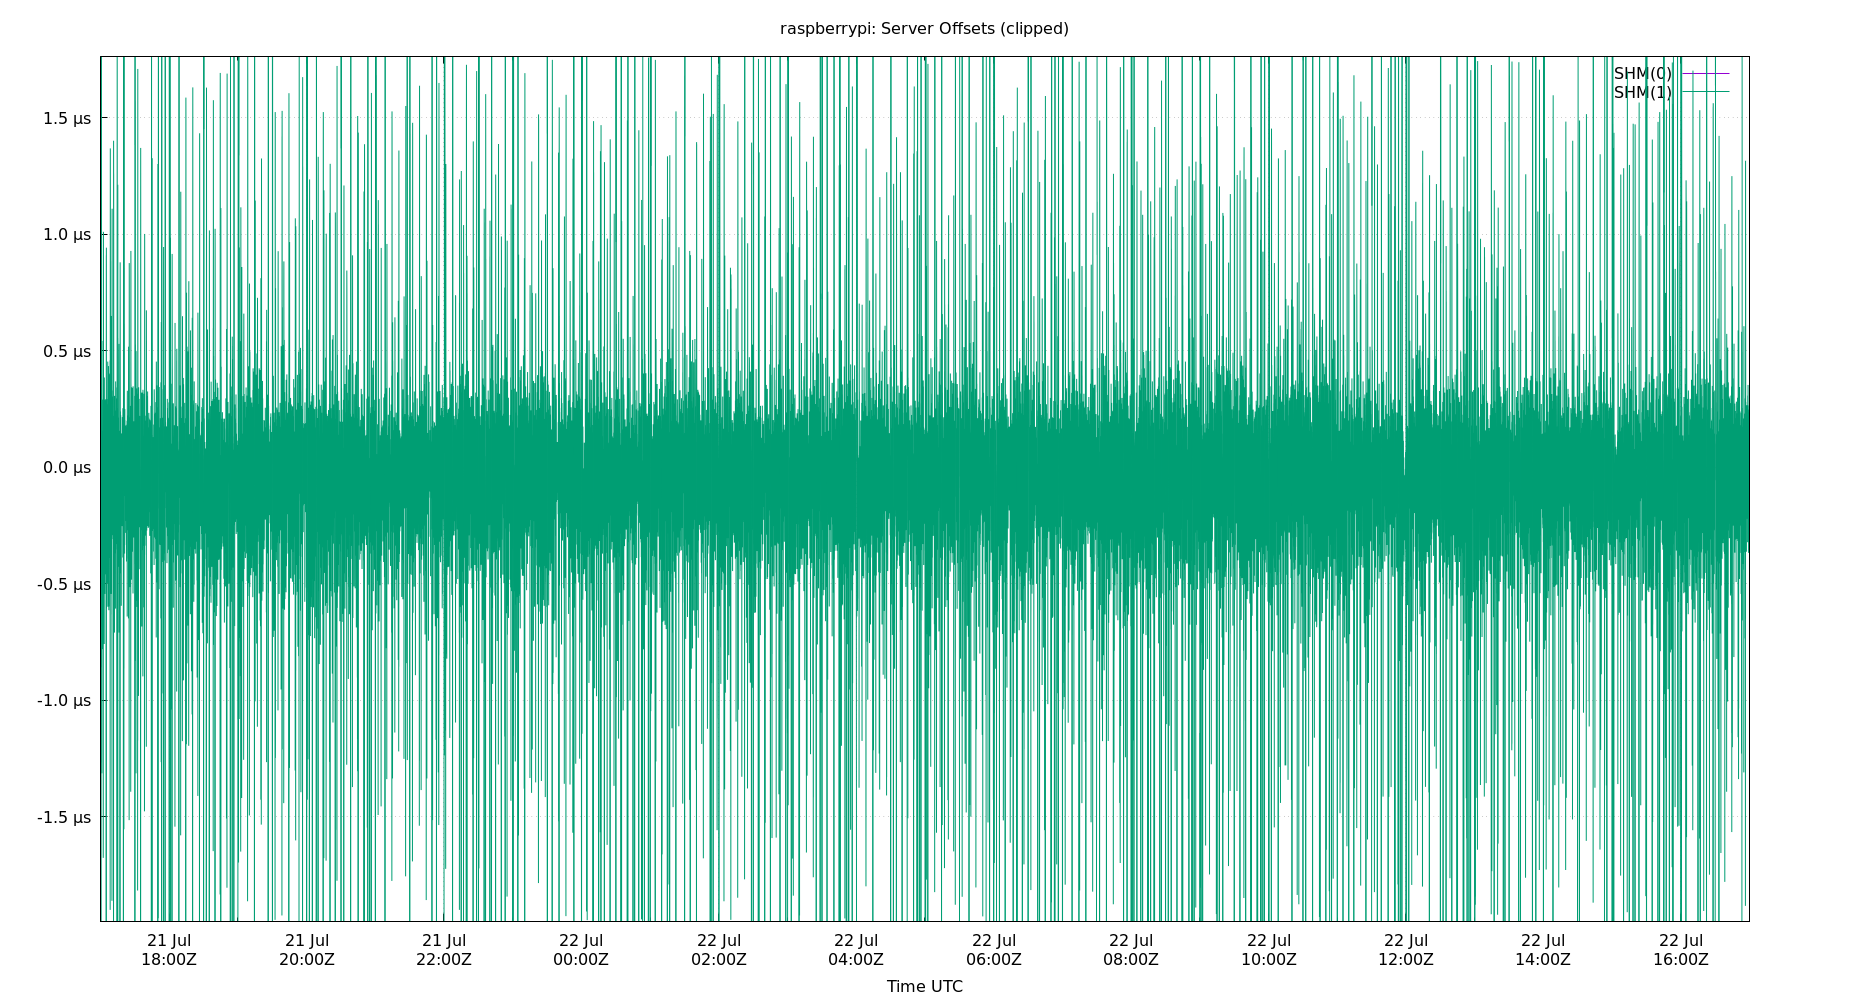 raspberrypi: Server Offsets (clipped)
SHM(0)
SHM(1)
1.5 µs
1.0 µs
0.5 µs
0.0 µs
-0.5 µs
-1.0 µs
-1.5 µs
21 Jul 21 Jul 21 Jul 22 Jul 22 Jul 22 Jul 22 Jul 22 Jul 22 Jul 22 Jul 22 Jul 22 Jul
18:00Z 20:00Z 22:00Z 00:00Z 02:00Z 04:00Z 06:00Z 08:00Z 10:00Z 12:00Z 14:00Z 16:00Z
Time UTC